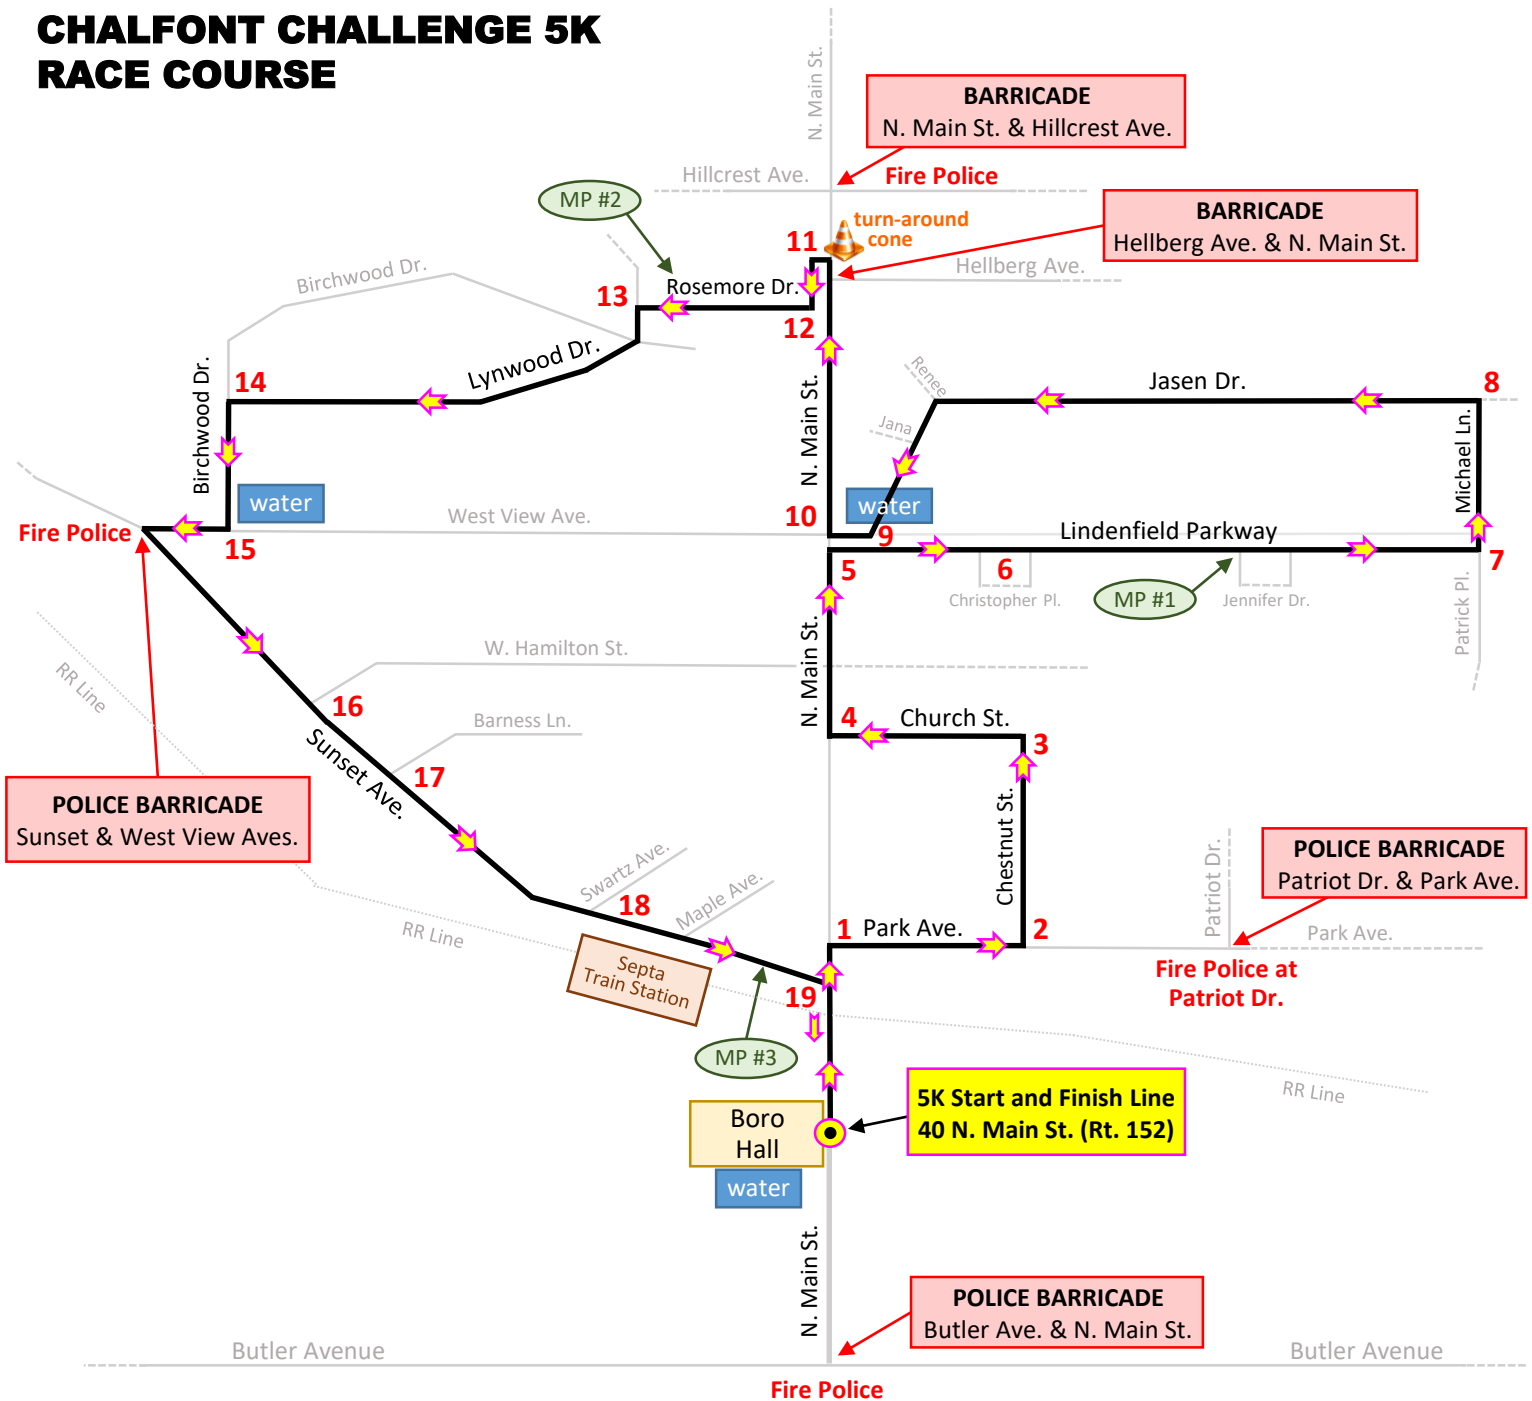 CHALFONT CHALLENGE 5K
RACE COURSE
N. Main St.
BARRICADE
N. Main St. & Hillcrest Ave.
Hillcrest Ave.
Fire Police
MP #2
BARRICADE
Hellberg Ave. & N. Main St.
turn-around
cone
11
Hellberg Ave.
Birchwood Dr.
Rosemore Dr.
13
12
Lynwood Dr.
Renee
Jasen Dr.
8
14
Birchwood Dr.
N. Main St.
Jana
Michael Ln.
water
water
West View Ave.
10
9
Lindenfield Parkway
Fire Police
15
5
6
7
Christopher Pl.
MP #1
Jennifer Dr.
Patrick Pl.
W. Hamilton St.
N. Main St.
RR Line
16
4
Church St.
3
Barness Ln.
Sunset Ave.
17
POLICE BARRICADE
Sunset & West View Aves.
Chestnut St.
POLICE BARRICADE
Patriot Dr. & Park Ave.
Patriot Dr.
Swartz Ave.
Maple Ave.
18
RR Line
1
Park Ave.
2
Park Ave.
Fire Police at
Patriot Dr.
Septa
Train Station
19
MP #3
RR Line
5K Start and Finish Line
40 N. Main St. (Rt. 152)
Boro
Hall
water
N. Main St.
POLICE BARRICADE
Butler Ave. & N. Main St.
Butler Avenue
Butler Avenue
Fire Police